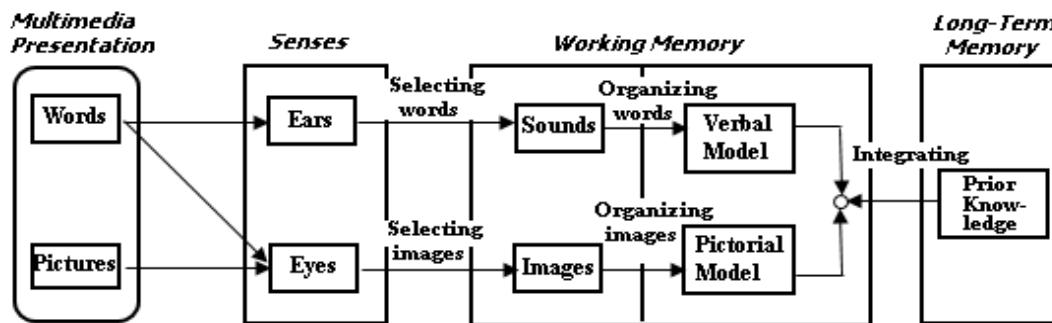 Multimedia
Presentation
Senses
Working Memory
Long-Term
Memory
Words
Pictures
Ears
Eyes
Selecting
words
Selecting
images
Sounds
Images
Organizing
words
Organizing
images
Verbal
Model
Pictorial
Model
Integrating
Prior
Know-
ledge